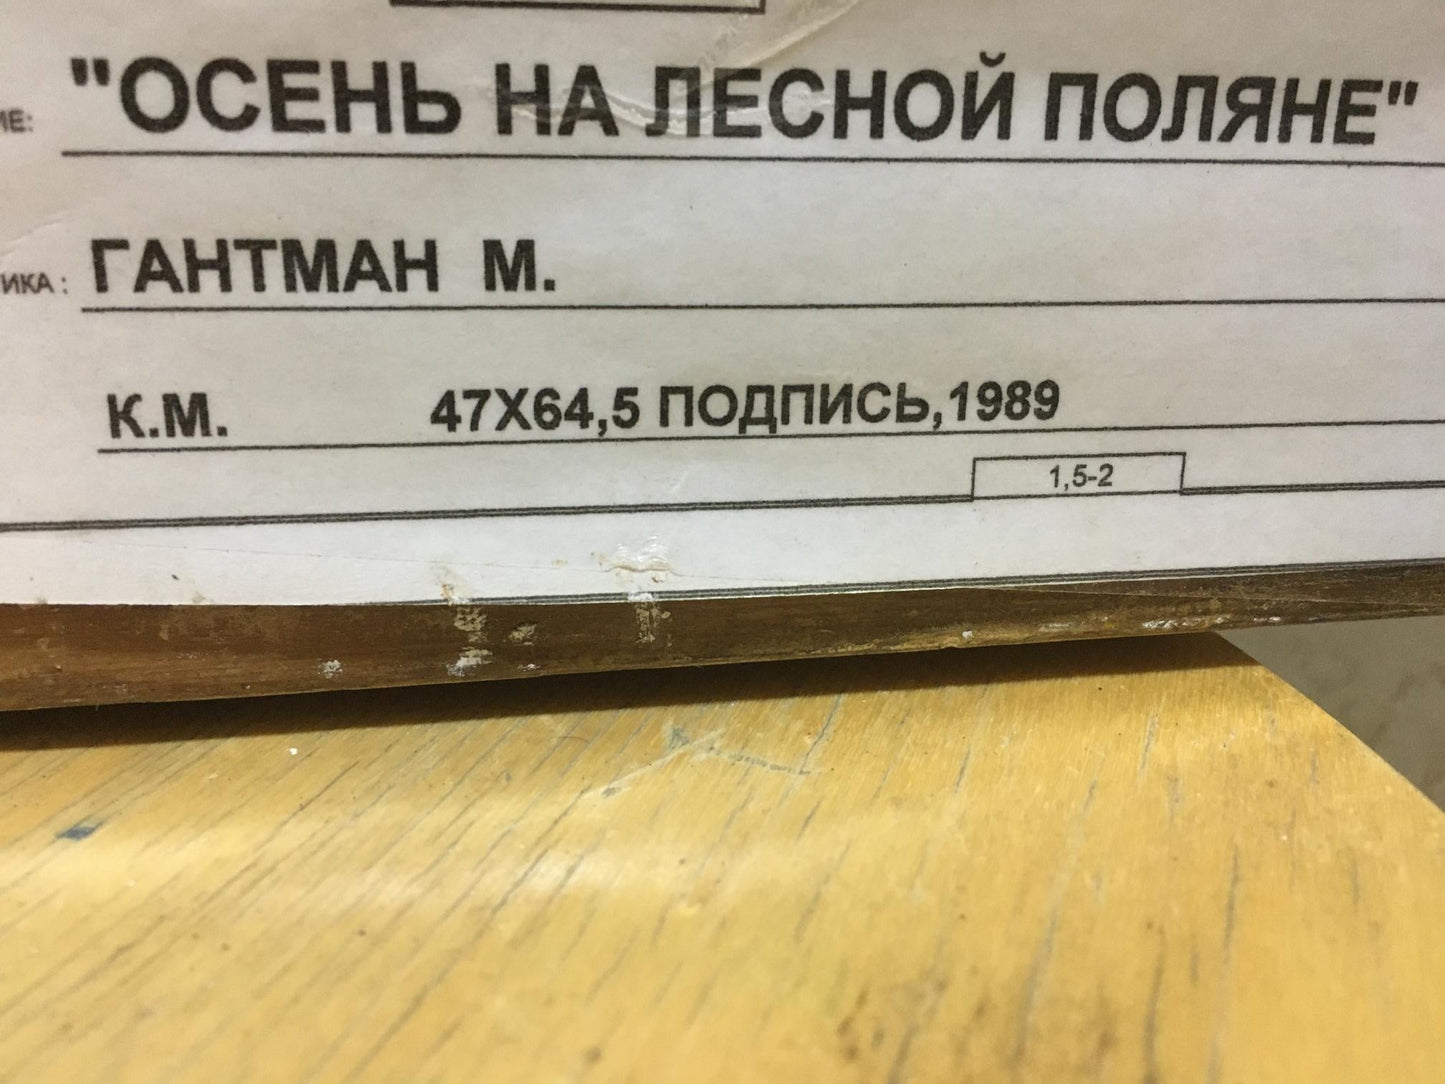 ИЕ: "ОСЕНЬ НА ЛЕСНОЙ ПОЛЯНЕ"
ИКА : ГАНТМАН М.
К.М. 47Х64,5 ПОДПИСЬ,1989
1,5-2